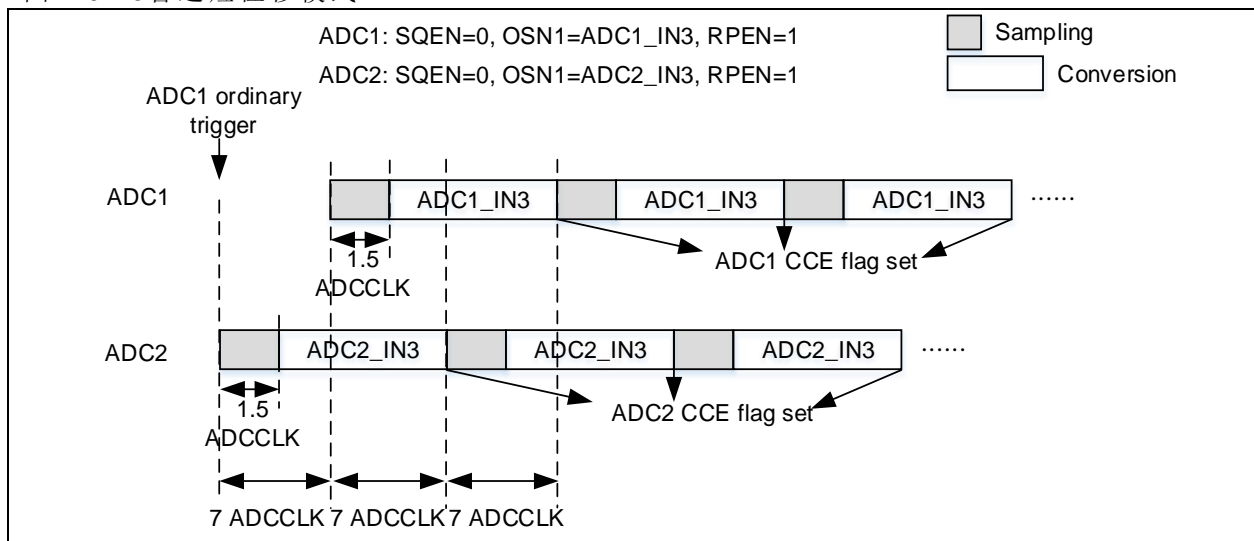 ADC1: SQEN=0, OSN1=ADC1_IN3, RPEN=1
ADC2: SQEN=0, OSN1=ADC2_IN3, RPEN=1
Sampling
Conversion
ADC1 ordinary
trigger
ADC1
ADC1_IN3
ADC1_IN3
ADC1_IN3
......
1.5
ADCCLK
ADC1 CCE flag set
ADC2
ADC2_IN3
ADC2_IN3
ADC2_IN3
......
1.5
ADCCLK
ADC2 CCE flag set
7 ADCCLK
7 ADCCLK
7 ADCCLK